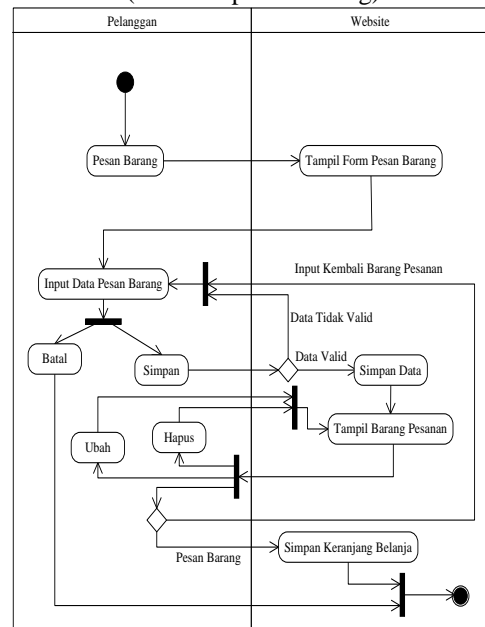 Pelanggan
Website
Pesan Barang
Tampil Form Pesan Barang
Input Data Pesan Barang
Input Kembali Barang Pesanan
Data Tidak Valid
Batal
Simpan
Data Valid
Simpan Data
Ubah
Hapus
Tampil Barang Pesanan
Pesan Barang
Simpan Keranjang Belanja